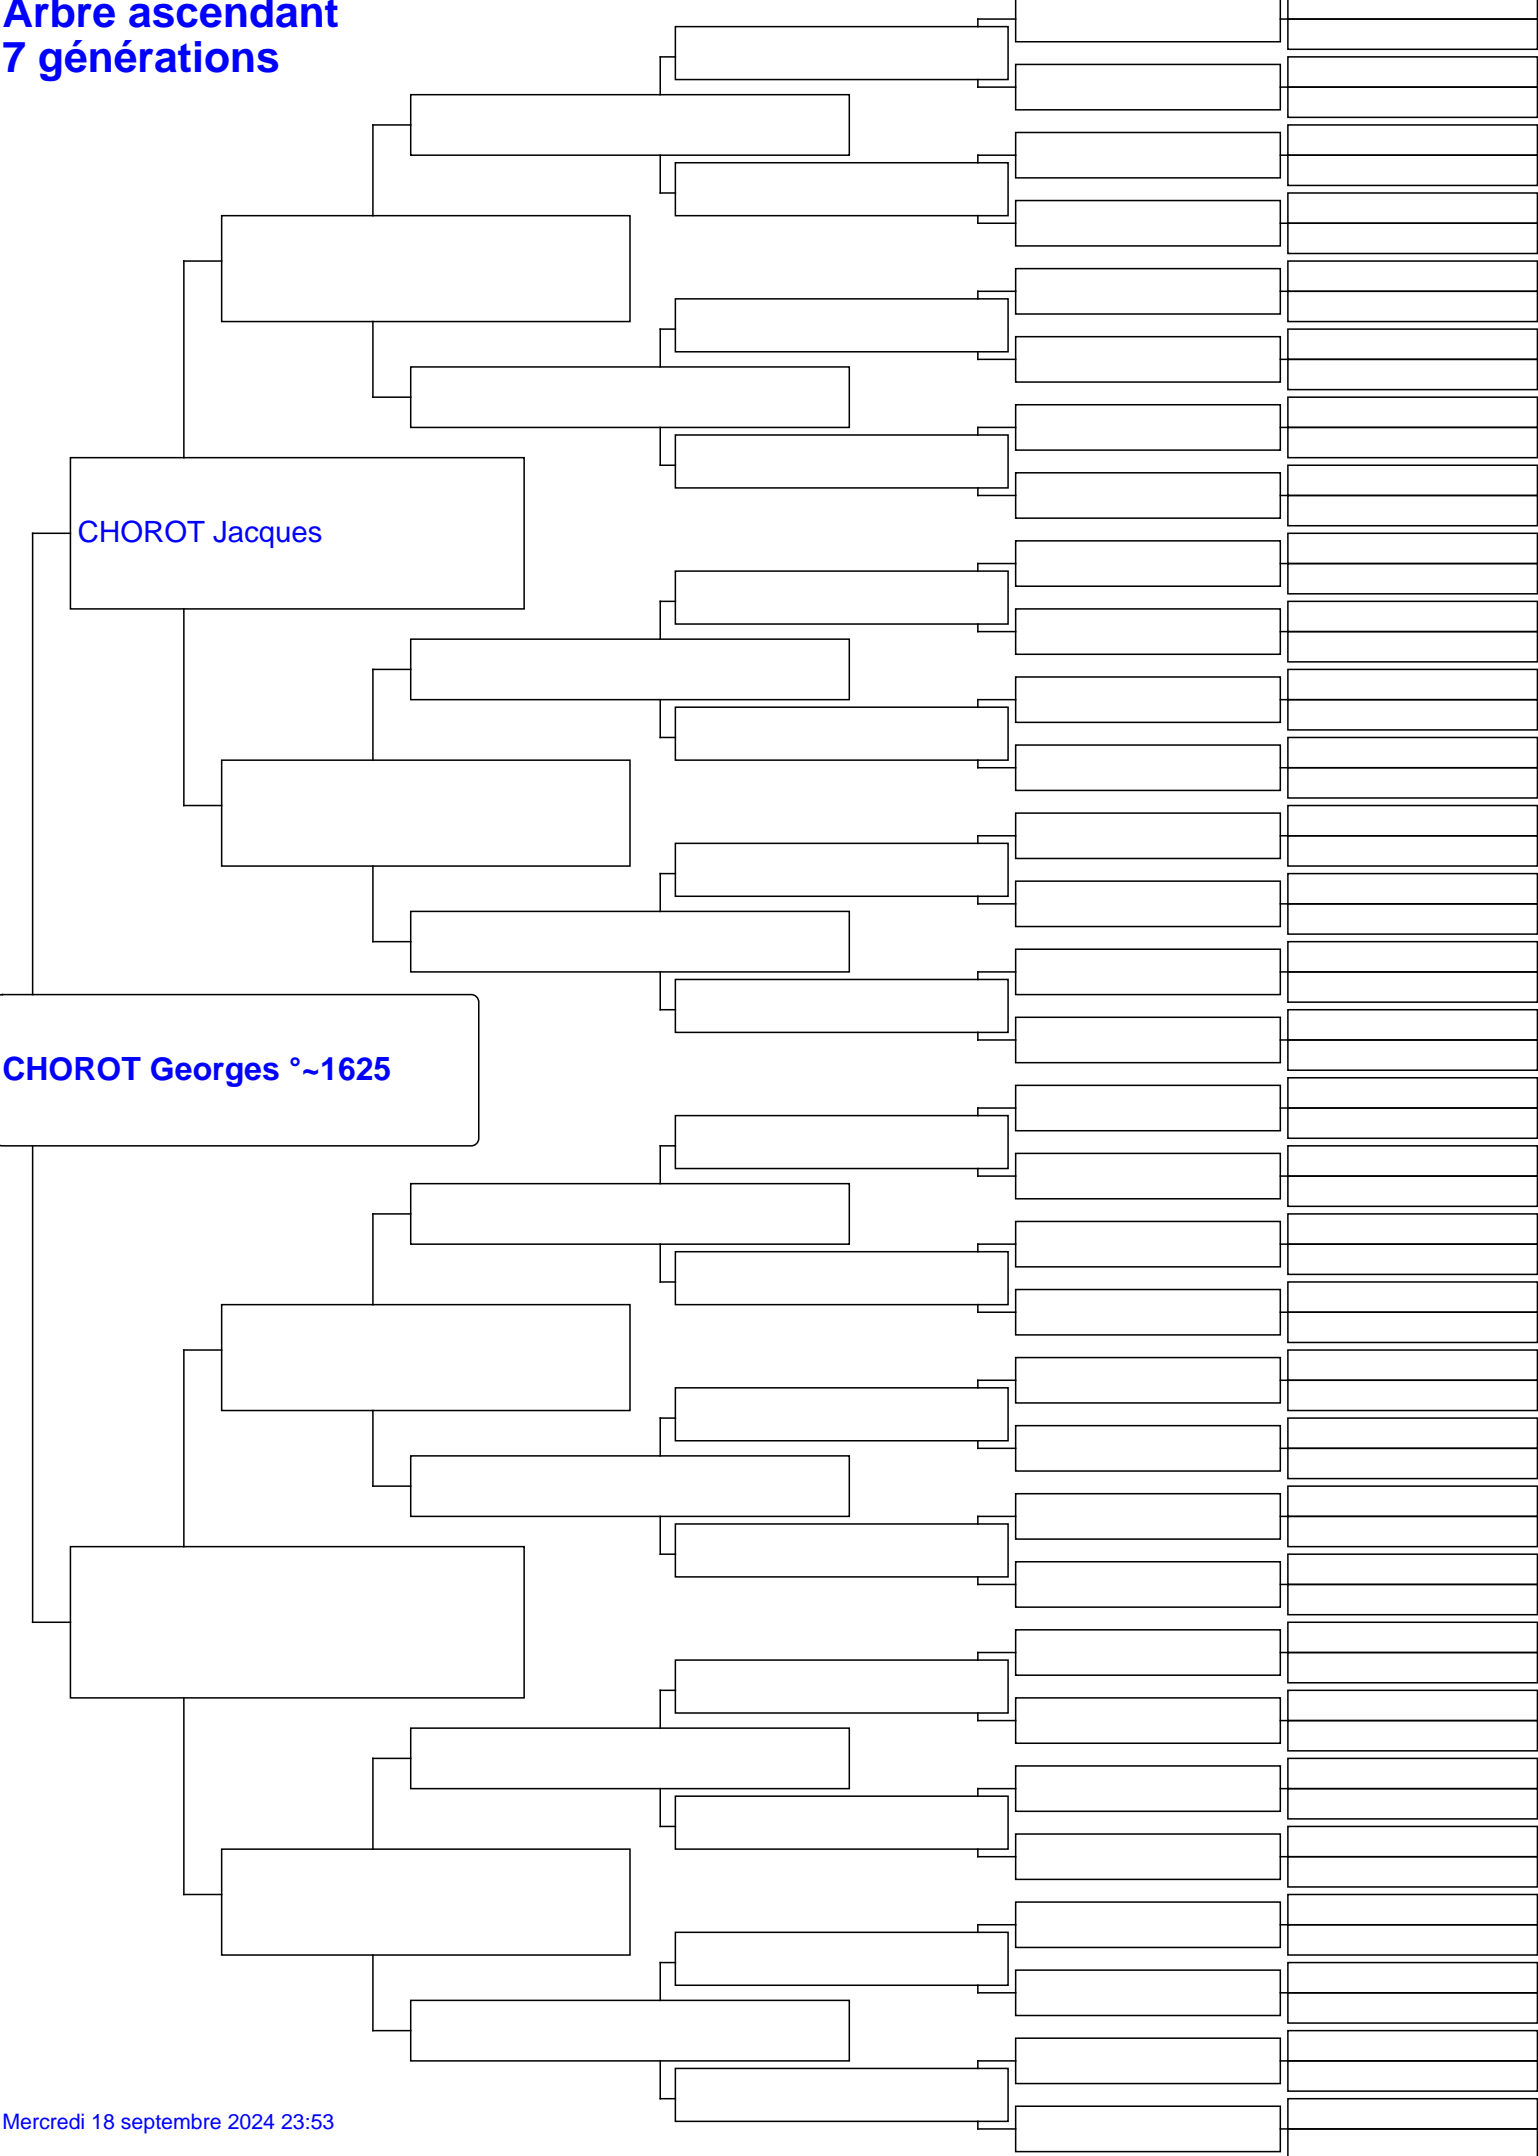 Arbre ascendant
7 générations
CHOROT Jacques
CHOROT Georges °~1625
Mercredi 18 septembre 2024 23:53